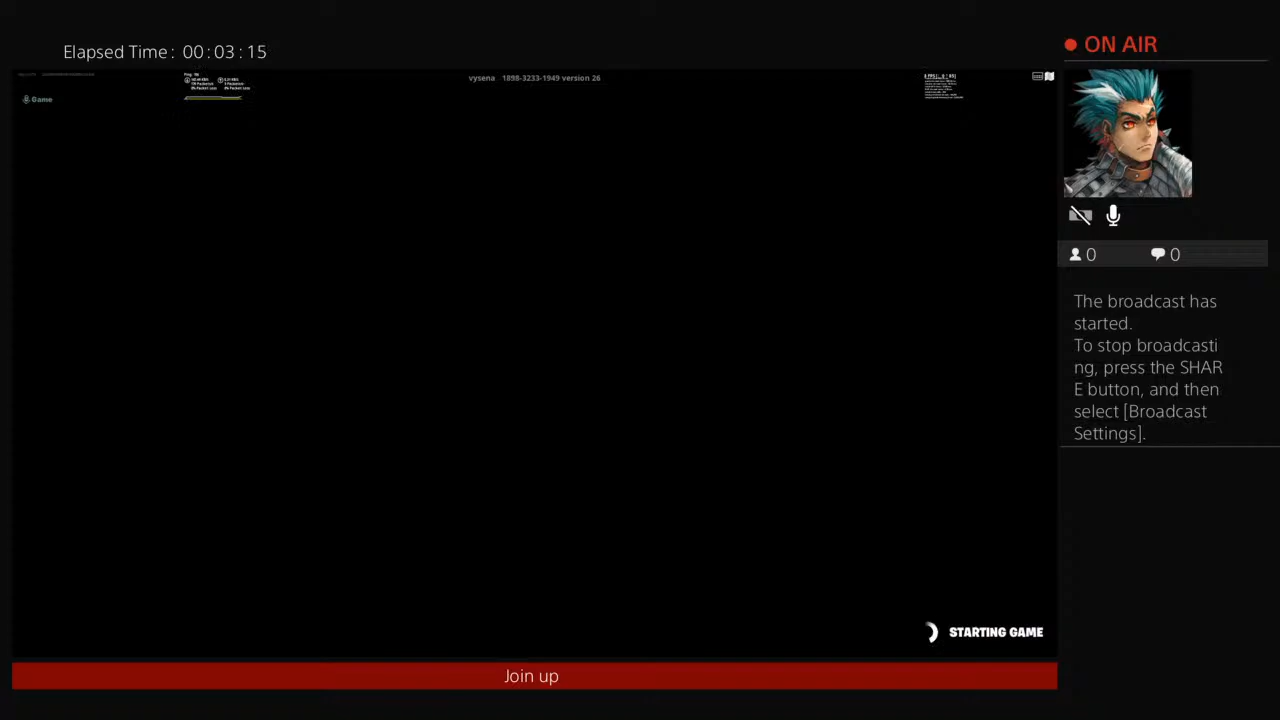 Elapsed Time: 00:03:15
ON AIR
vysena 1898-3233-1949 version 26
Game
0 0
The broadcast has
started.
To stop broadcasti
ng, press the SHAR
E button, and then
select [Broadcast
Settings].
STARTING GAME
Join up